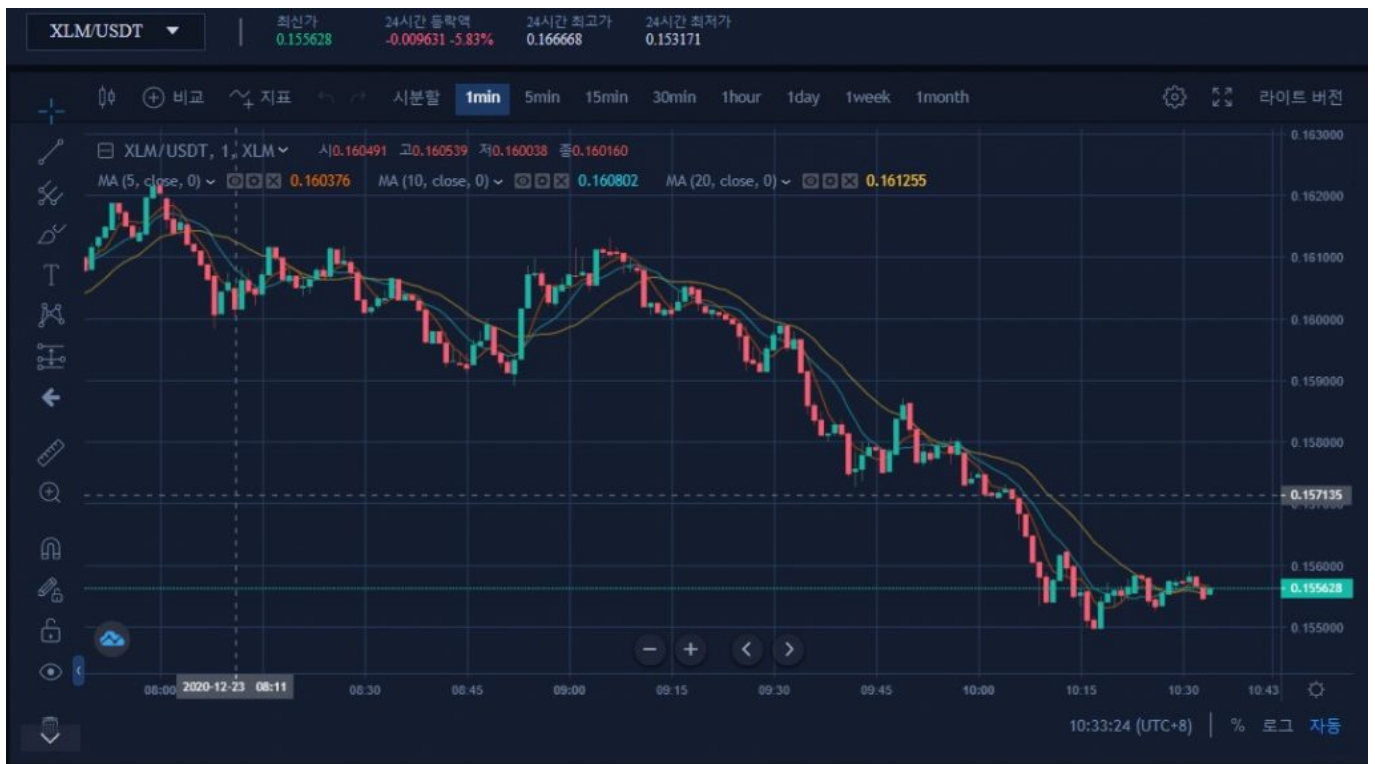 XLM/USDT
최신가 24시간 등락액 24시간 최고가 24시간 최저가
0.155628 -0.009631 -5.83% 0.166668 0.153171
비교 지표 시분할 1min 5min 15min 30min 1hour 1day 1week 1month 라이트 버전
XLM/USDT, 1, XLM 시0.160491 고0.160539 저0.160038 종0.160160
MA (5, close, 0) 0.160376 MA (10, close, 0) 0.160802 MA (20, close, 0) 0.161255
T
0.163000
0.162000
0.161000
0.160000
0.159000
0.158000
0.157135
0.156000
0.155628
0.155000
08:00 2020-12-23 08:11 08:30 08:45 09:00 09:15 09:30 09:45 10:00 10:15 10:30 10:43
10:33:24 (UTC+8) % 로그 자동